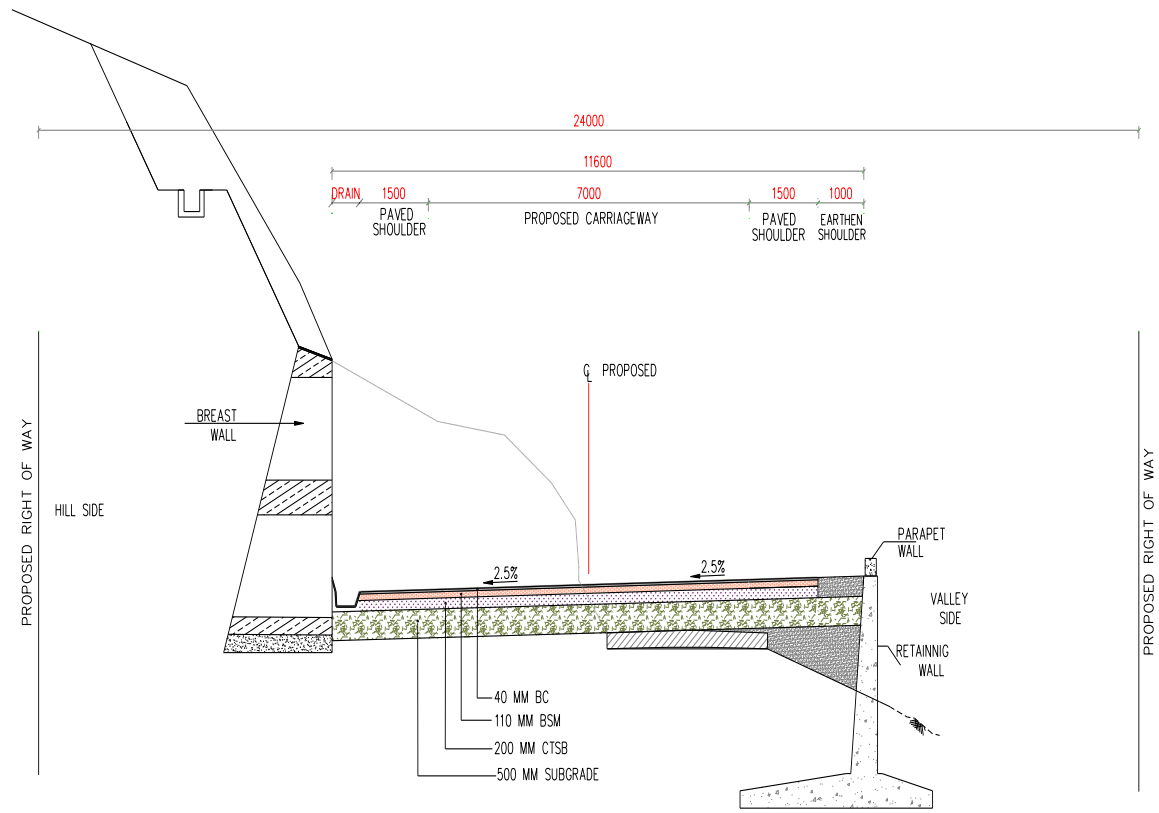 24000
11600
DRAIN 1500 7000 1500 1000
PAVED
SHOULDER
PROPOSED CARRIAGEWAY
PAVED
SHOULDER
EARTHEN
SHOULDER
℄ PROPOSED
BREAST
WALL
PROPOSED RIGHT OF WAY
HILL SIDE
2.5%
2.5%
PARAPET
WALL
VALLEY
SIDE
RETAINNIG
WALL
PROPOSED RIGHT OF WAY
40 MM BC
110 MM BSM
200 MM CTSB
500 MM SUBGRADE